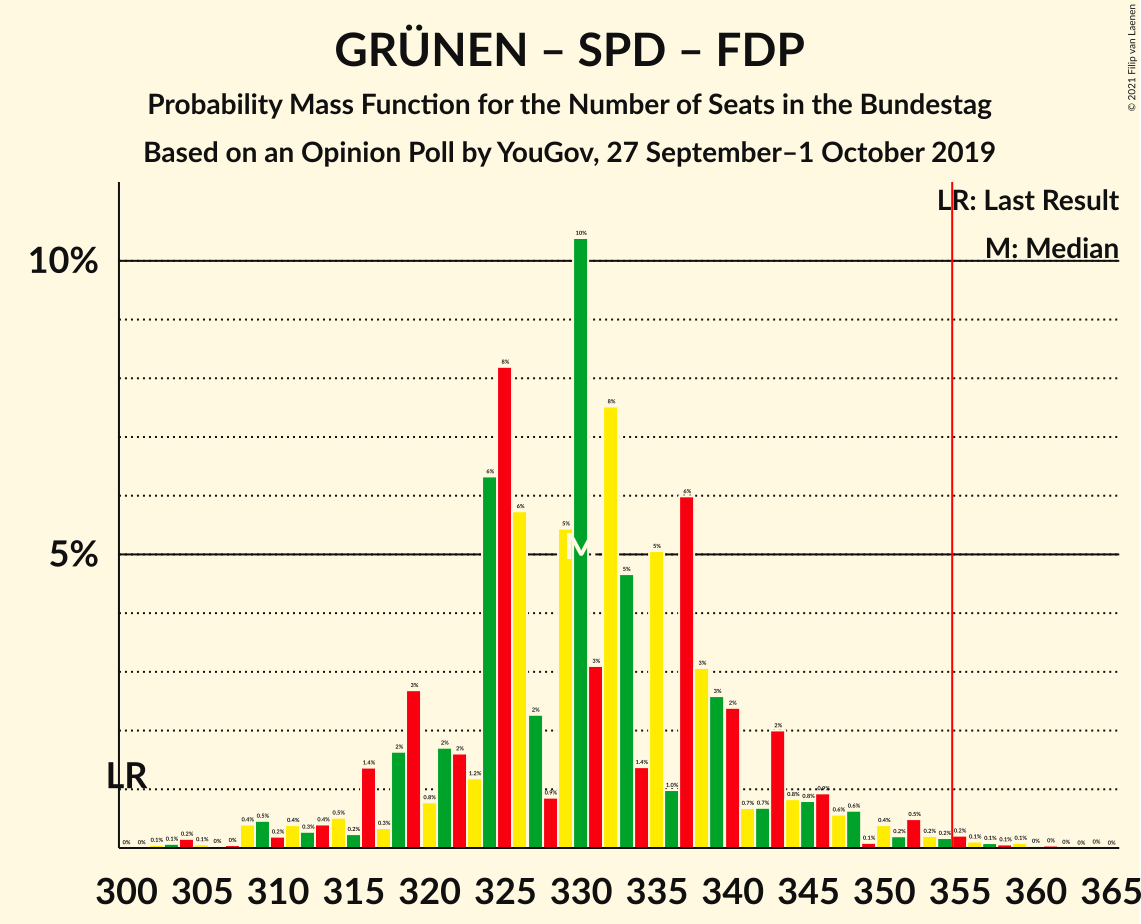 GRÜNEN – SPD – FDP
Probability Mass Function for the Number of Seats in the Bundestag
Based on an Opinion Poll by YouGov, 27 September–1 October 2019
© 2021 Filip van Laenen
LR: Last Result
M: Median
10%
5%
LR
M
0% 0% 0.1% 0.1% 0.2% 0.1% 0% 0% 0.4% 0.5% 0.2% 0.4% 0.3% 0.4% 0.5% 0.2% 1.4% 0.3% 2% 3% 0.8% 2% 2% 1.2% 6% 8% 6% 2% 0.9% 5% 10% 3% 8% 5% 1.4% 5% 1.0% 6% 3% 3% 2% 0.7% 0.7% 2% 0.8% 0.8% 0.9% 0.6% 0.6% 0.1% 0.4% 0.2% 0.5% 0.2% 0.2% 0.2% 0.1% 0.1% 0.1% 0.1% 0% 0% 0% 0% 0% 0%
300 305 310 315 320 325 330 335 340 345 350 355 360 365